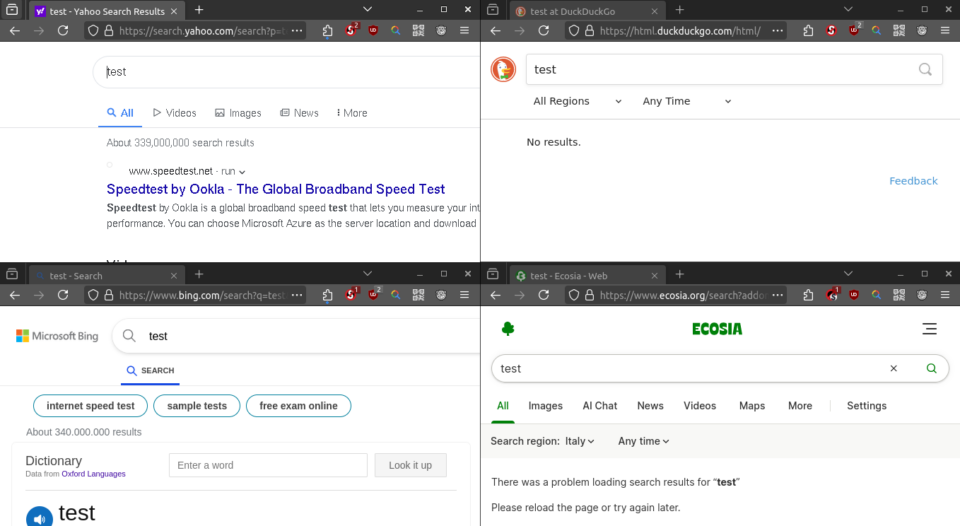 test - Yahoo Search Results
https://search.yahoo.com/search?p=
test
All Videos Images News More
About 339,000,000 search results
www.speedtest.net · run
Speedtest by Ookla - The Global Broadband Speed Test
Speedtest by Ookla is a global broadband speed test that lets you measure your int
performance. You can choose Microsoft Azure as the server location and download
test at DuckDuckGo
https://html.duckduckgo.com/html/
test
All Regions Any Time
No results.
Feedback
test - Search
https://www.bing.com/search?q=test
Microsoft Bing
test
SEARCH
internet speed test sample tests free exam online
About 340.000.000 results
Dictionary
Data from Oxford Languages
Enter a word
Look it up
test
test - Ecosia - Web
https://www.ecosia.org/search?addo
ECOSIA
test
All Images AI Chat News Videos Maps More Settings
Search region: Italy Any time
There was a problem loading search results for “test”
Please reload the page or try again later.